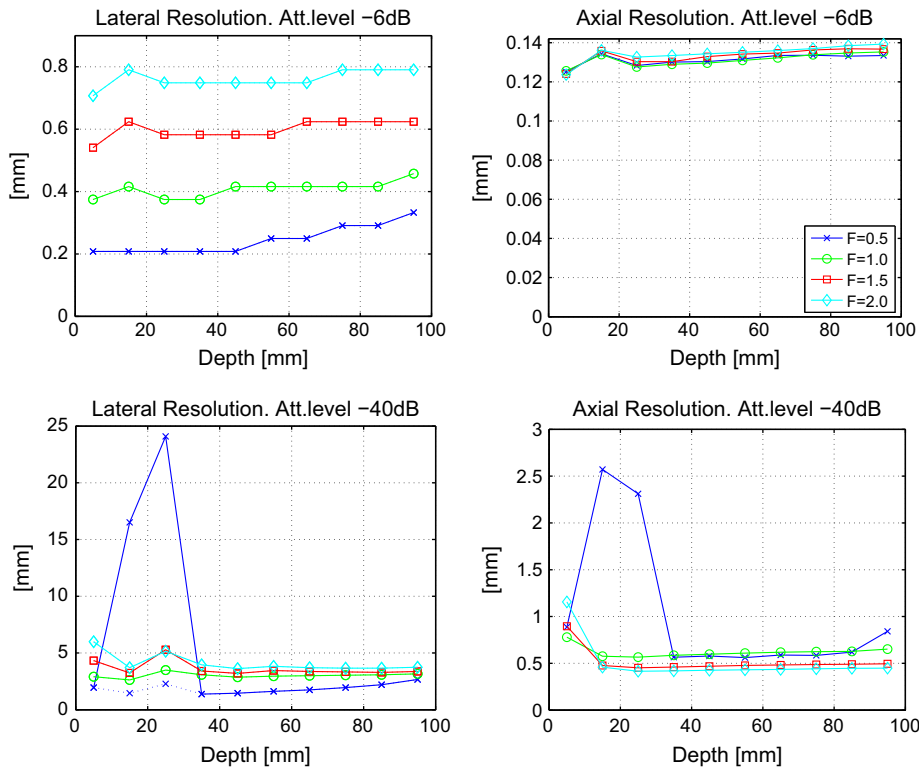 Lateral Resolution. Att.level −6dB
[mm]
0.8
0.6
0.4
0.2
0
0 20 40 60 80 100
Depth [mm]
Axial Resolution. Att.level −6dB
[mm]
0.14
0.12
0.1
0.08
0.06
0.04
0.02
0
F=0.5
F=1.0
F=1.5
F=2.0
0 20 40 60 80 100
Depth [mm]
Lateral Resolution. Att.level −40dB
[mm]
25
20
15
10
5
0
0 20 40 60 80 100
Depth [mm]
Axial Resolution. Att.level −40dB
[mm]
3
2.5
2
1.5
1
0.5
0
0 20 40 60 80 100
Depth [mm]